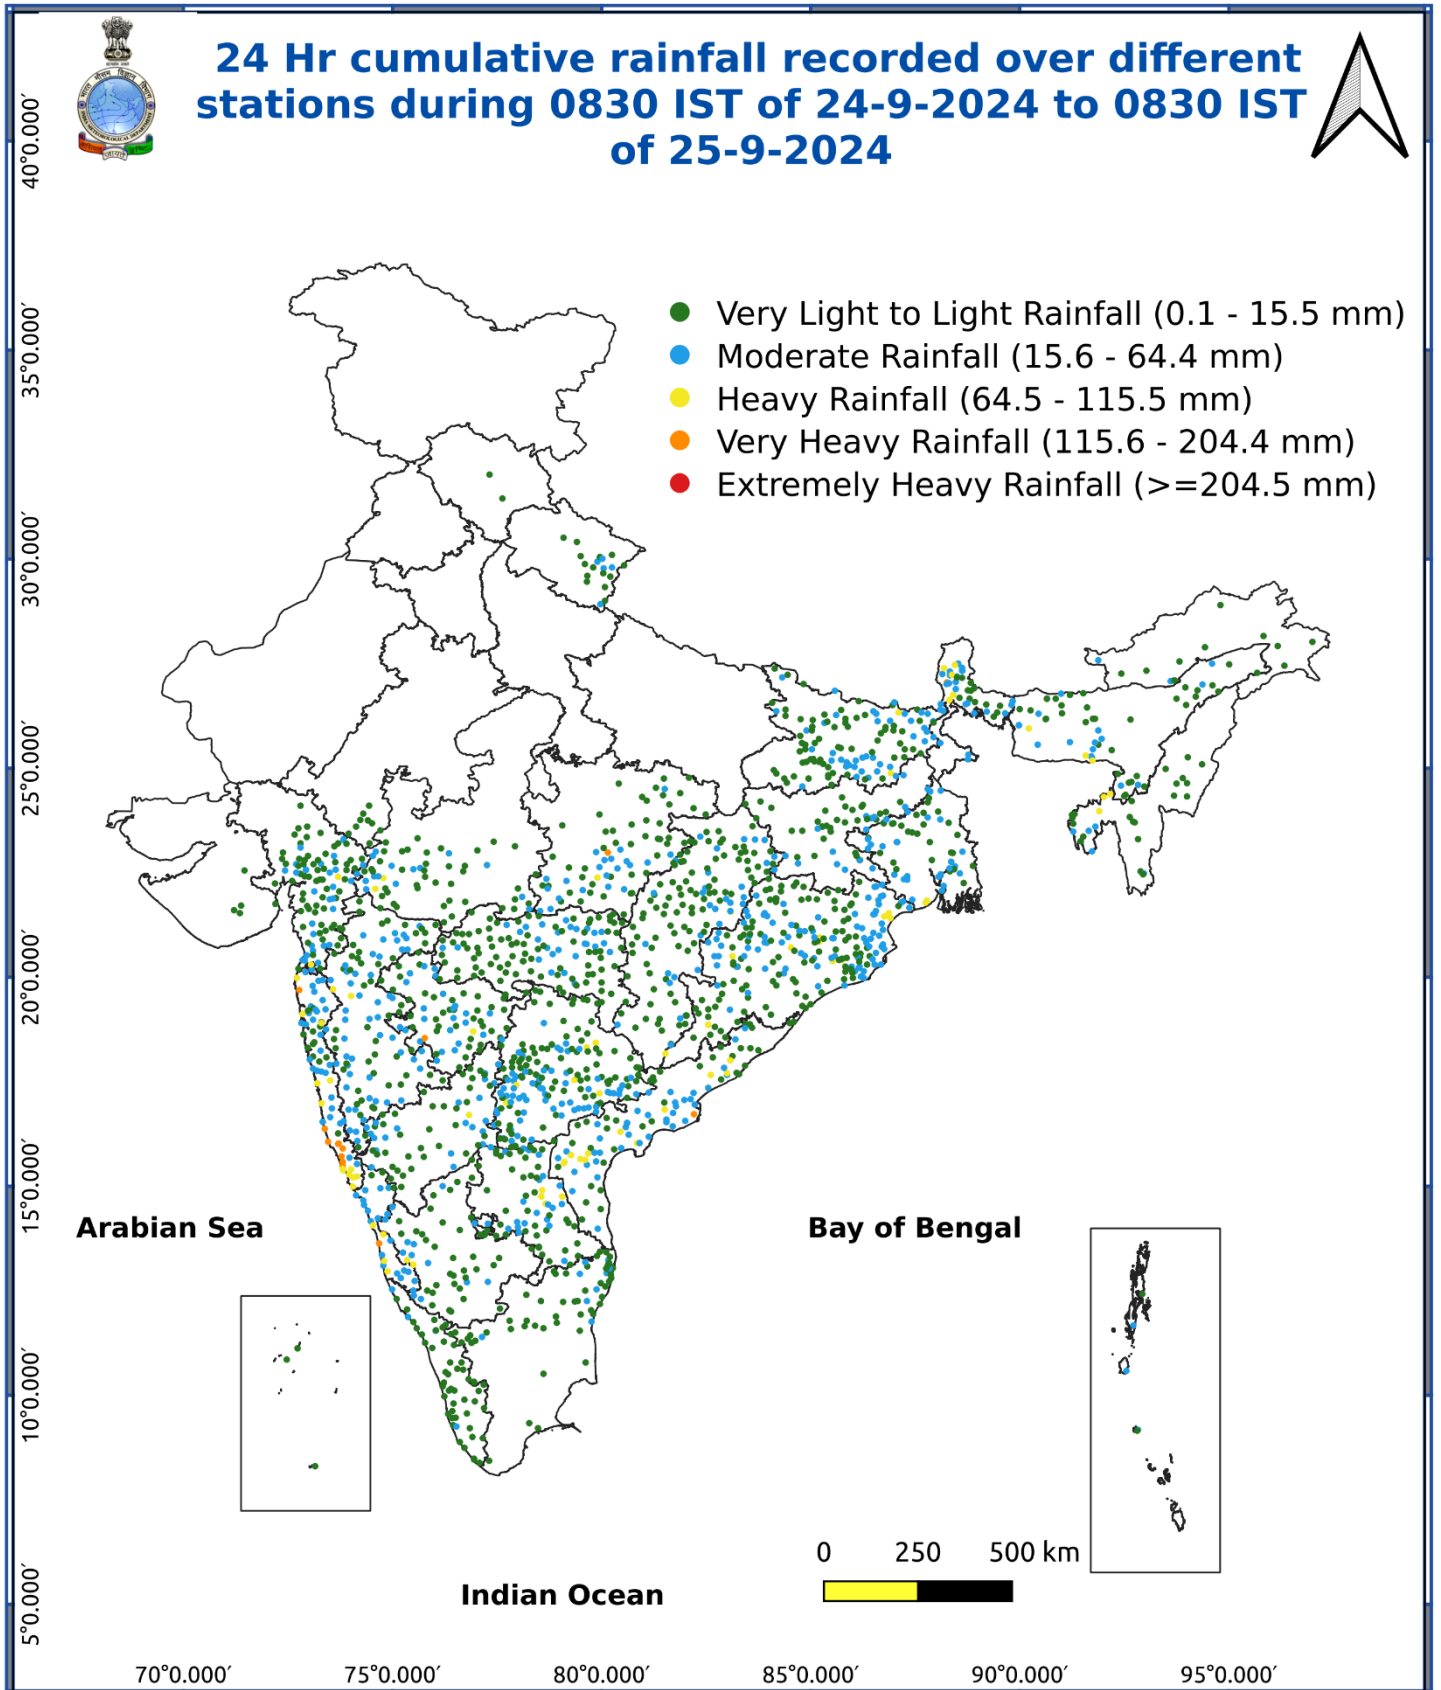 24 Hr cumulative rainfall recorded over different
stations during 0830 IST of 24-9-2024 to 0830 IST
of 25-9-2024
Very Light to Light Rainfall (0.1 - 15.5 mm)
Moderate Rainfall (15.6 - 64.4 mm)
Heavy Rainfall (64.5 - 115.5 mm)
Very Heavy Rainfall (115.6 - 204.4 mm)
Extremely Heavy Rainfall (>=204.5 mm)
40°0.000′
35°0.000′
30°0.000′
25°0.000′
20°0.000′
15°0.000′
10°0.000′
5°0.000′
Arabian Sea
Bay of Bengal
Indian Ocean
0 250 500 km
70°0.000′ 75°0.000′ 80°0.000′ 85°0.000′ 90°0.000′ 95°0.000′